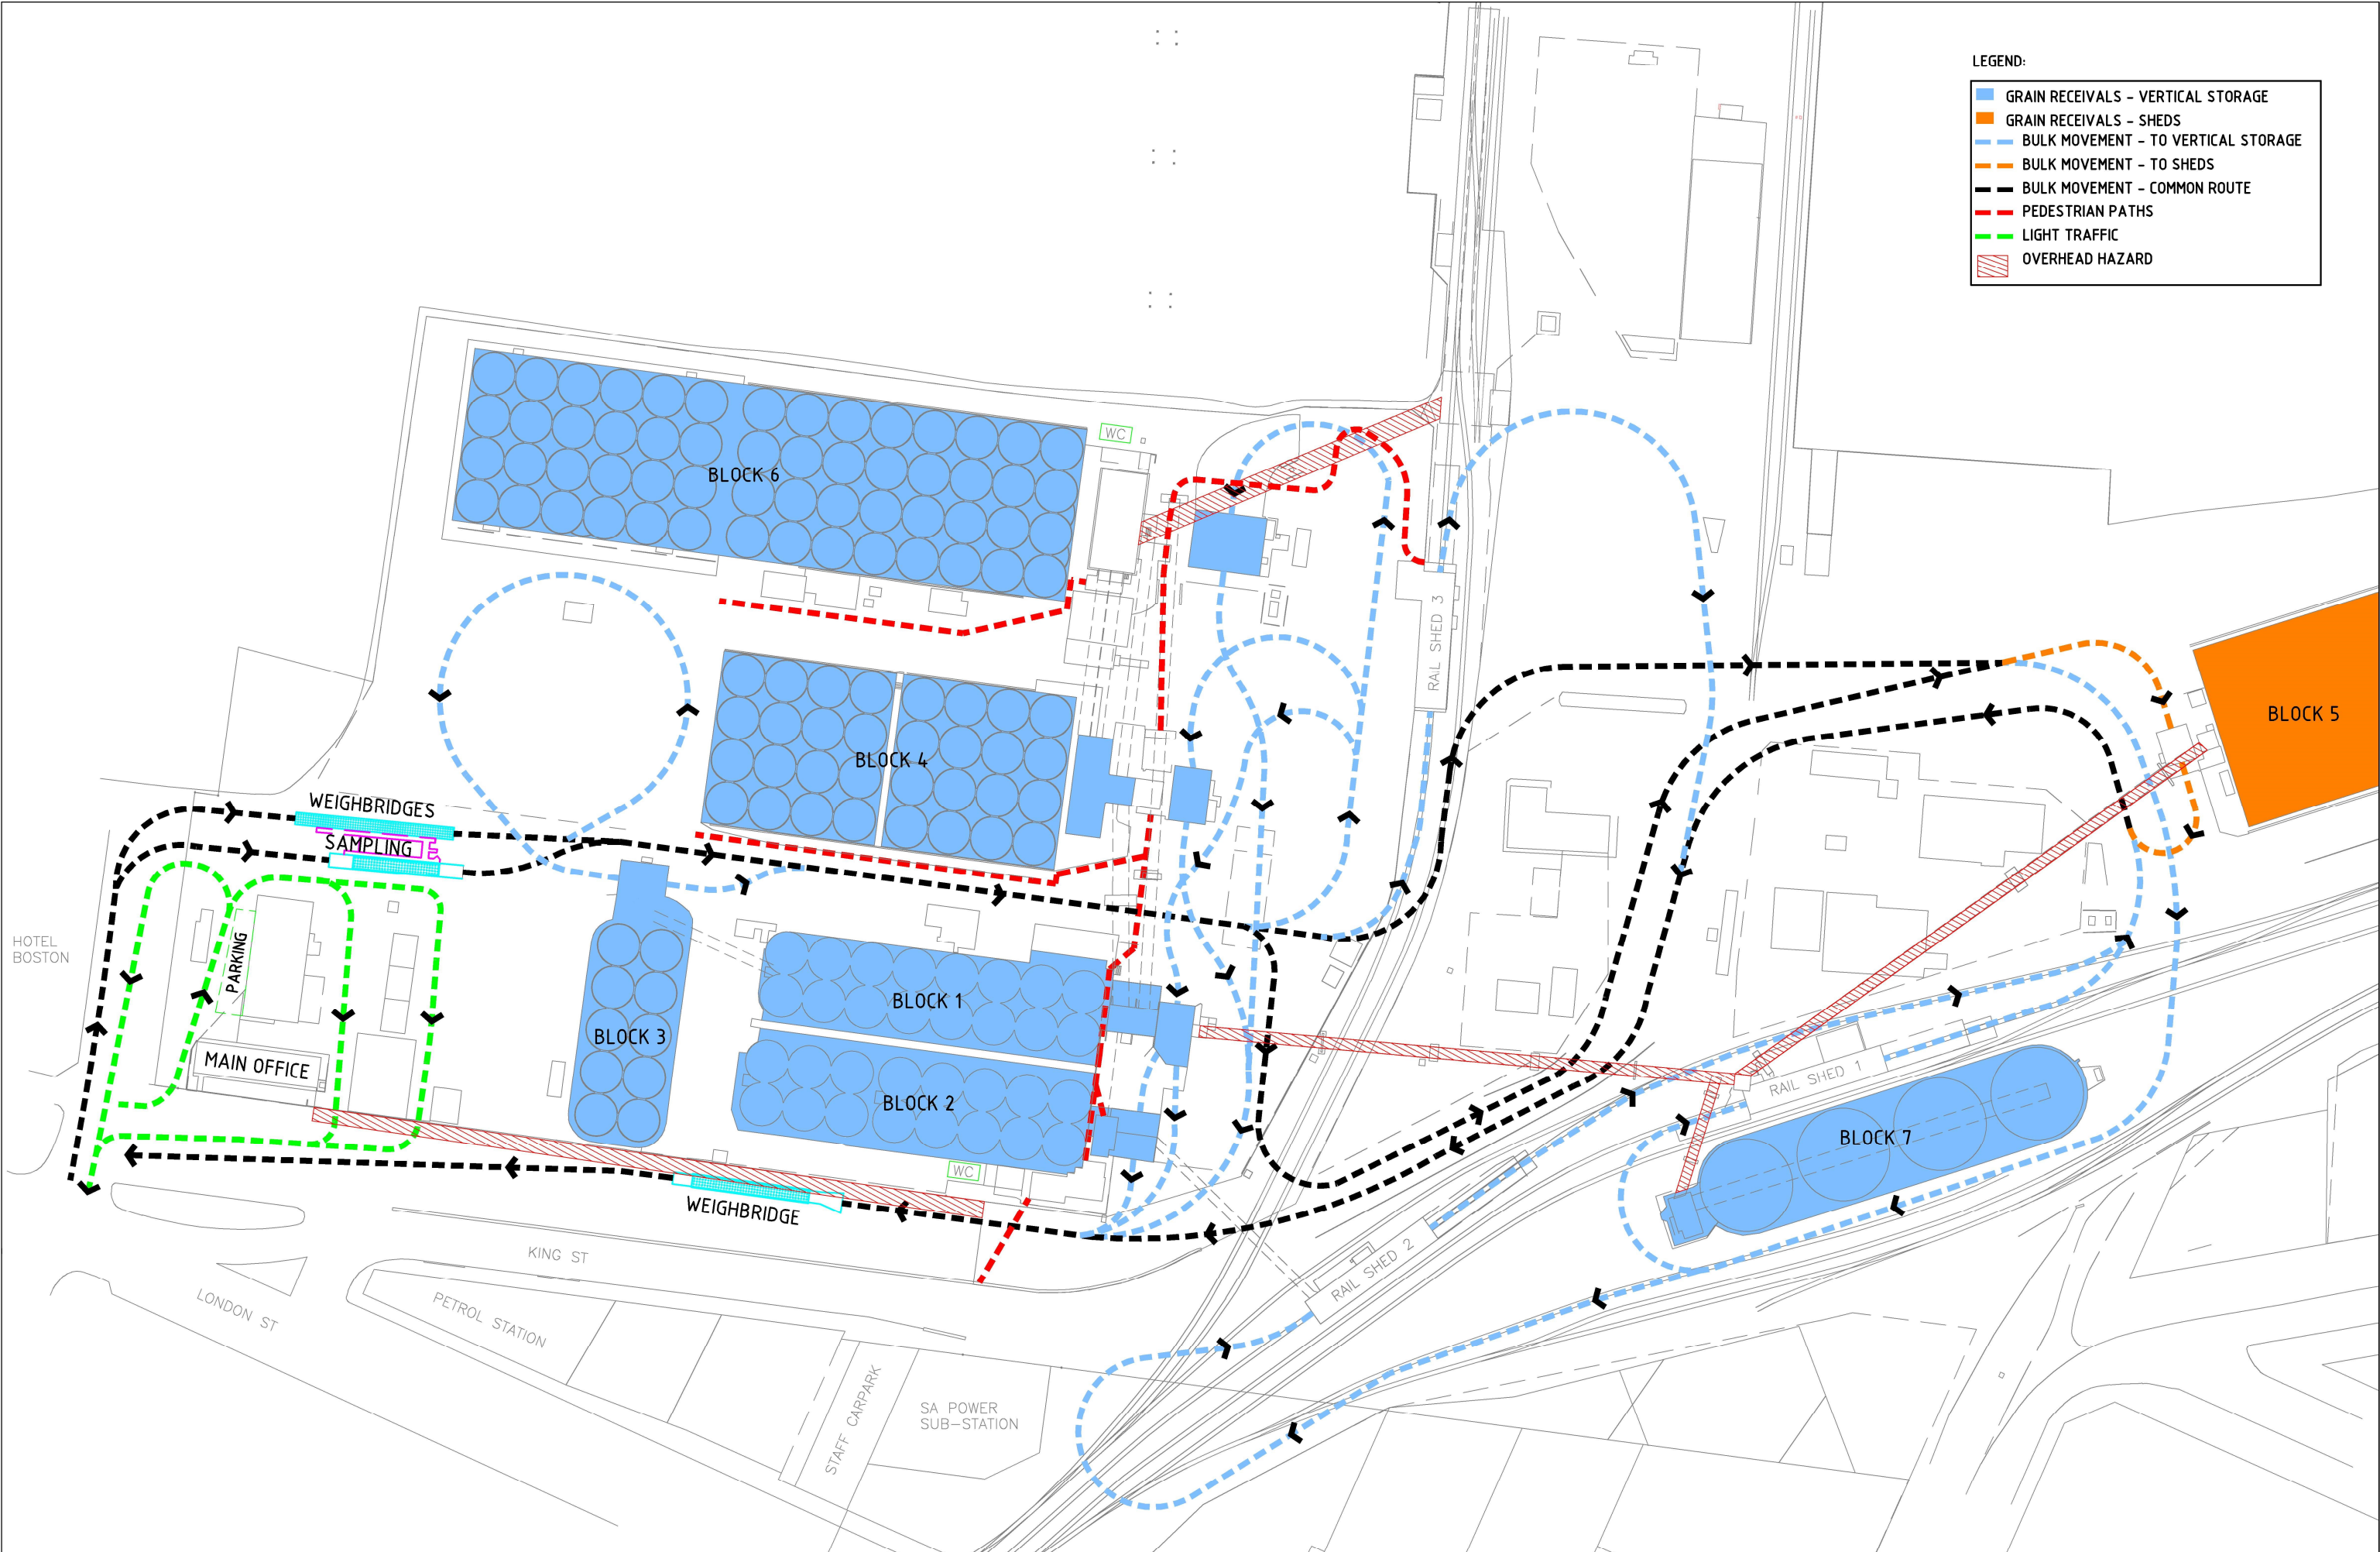 LEGEND:
GRAIN RECEIVALS - VERTICAL STORAGE
GRAIN RECEIVALS - SHEDS
BULK MOVEMENT - TO VERTICAL STORAGE
BULK MOVEMENT - TO SHEDS
BULK MOVEMENT - COMMON ROUTE
PEDESTRIAN PATHS
LIGHT TRAFFIC
OVERHEAD HAZARD
WC
BLOCK 6
RAIL SHED 3
BLOCK 5
BLOCK 4
WEIGHBRIDGES
SAMPLING
HOTEL
BOSTON
PARKING
BLOCK 1
BLOCK 3
MAIN OFFICE
BLOCK 2
RAIL SHED 1
BLOCK 7
WC
WEIGHBRIDGE
KING ST
RAIL SHED 2
LONDON ST
PETROL STATION
STAFF CARPARK
SA POWER
SUB-STATION